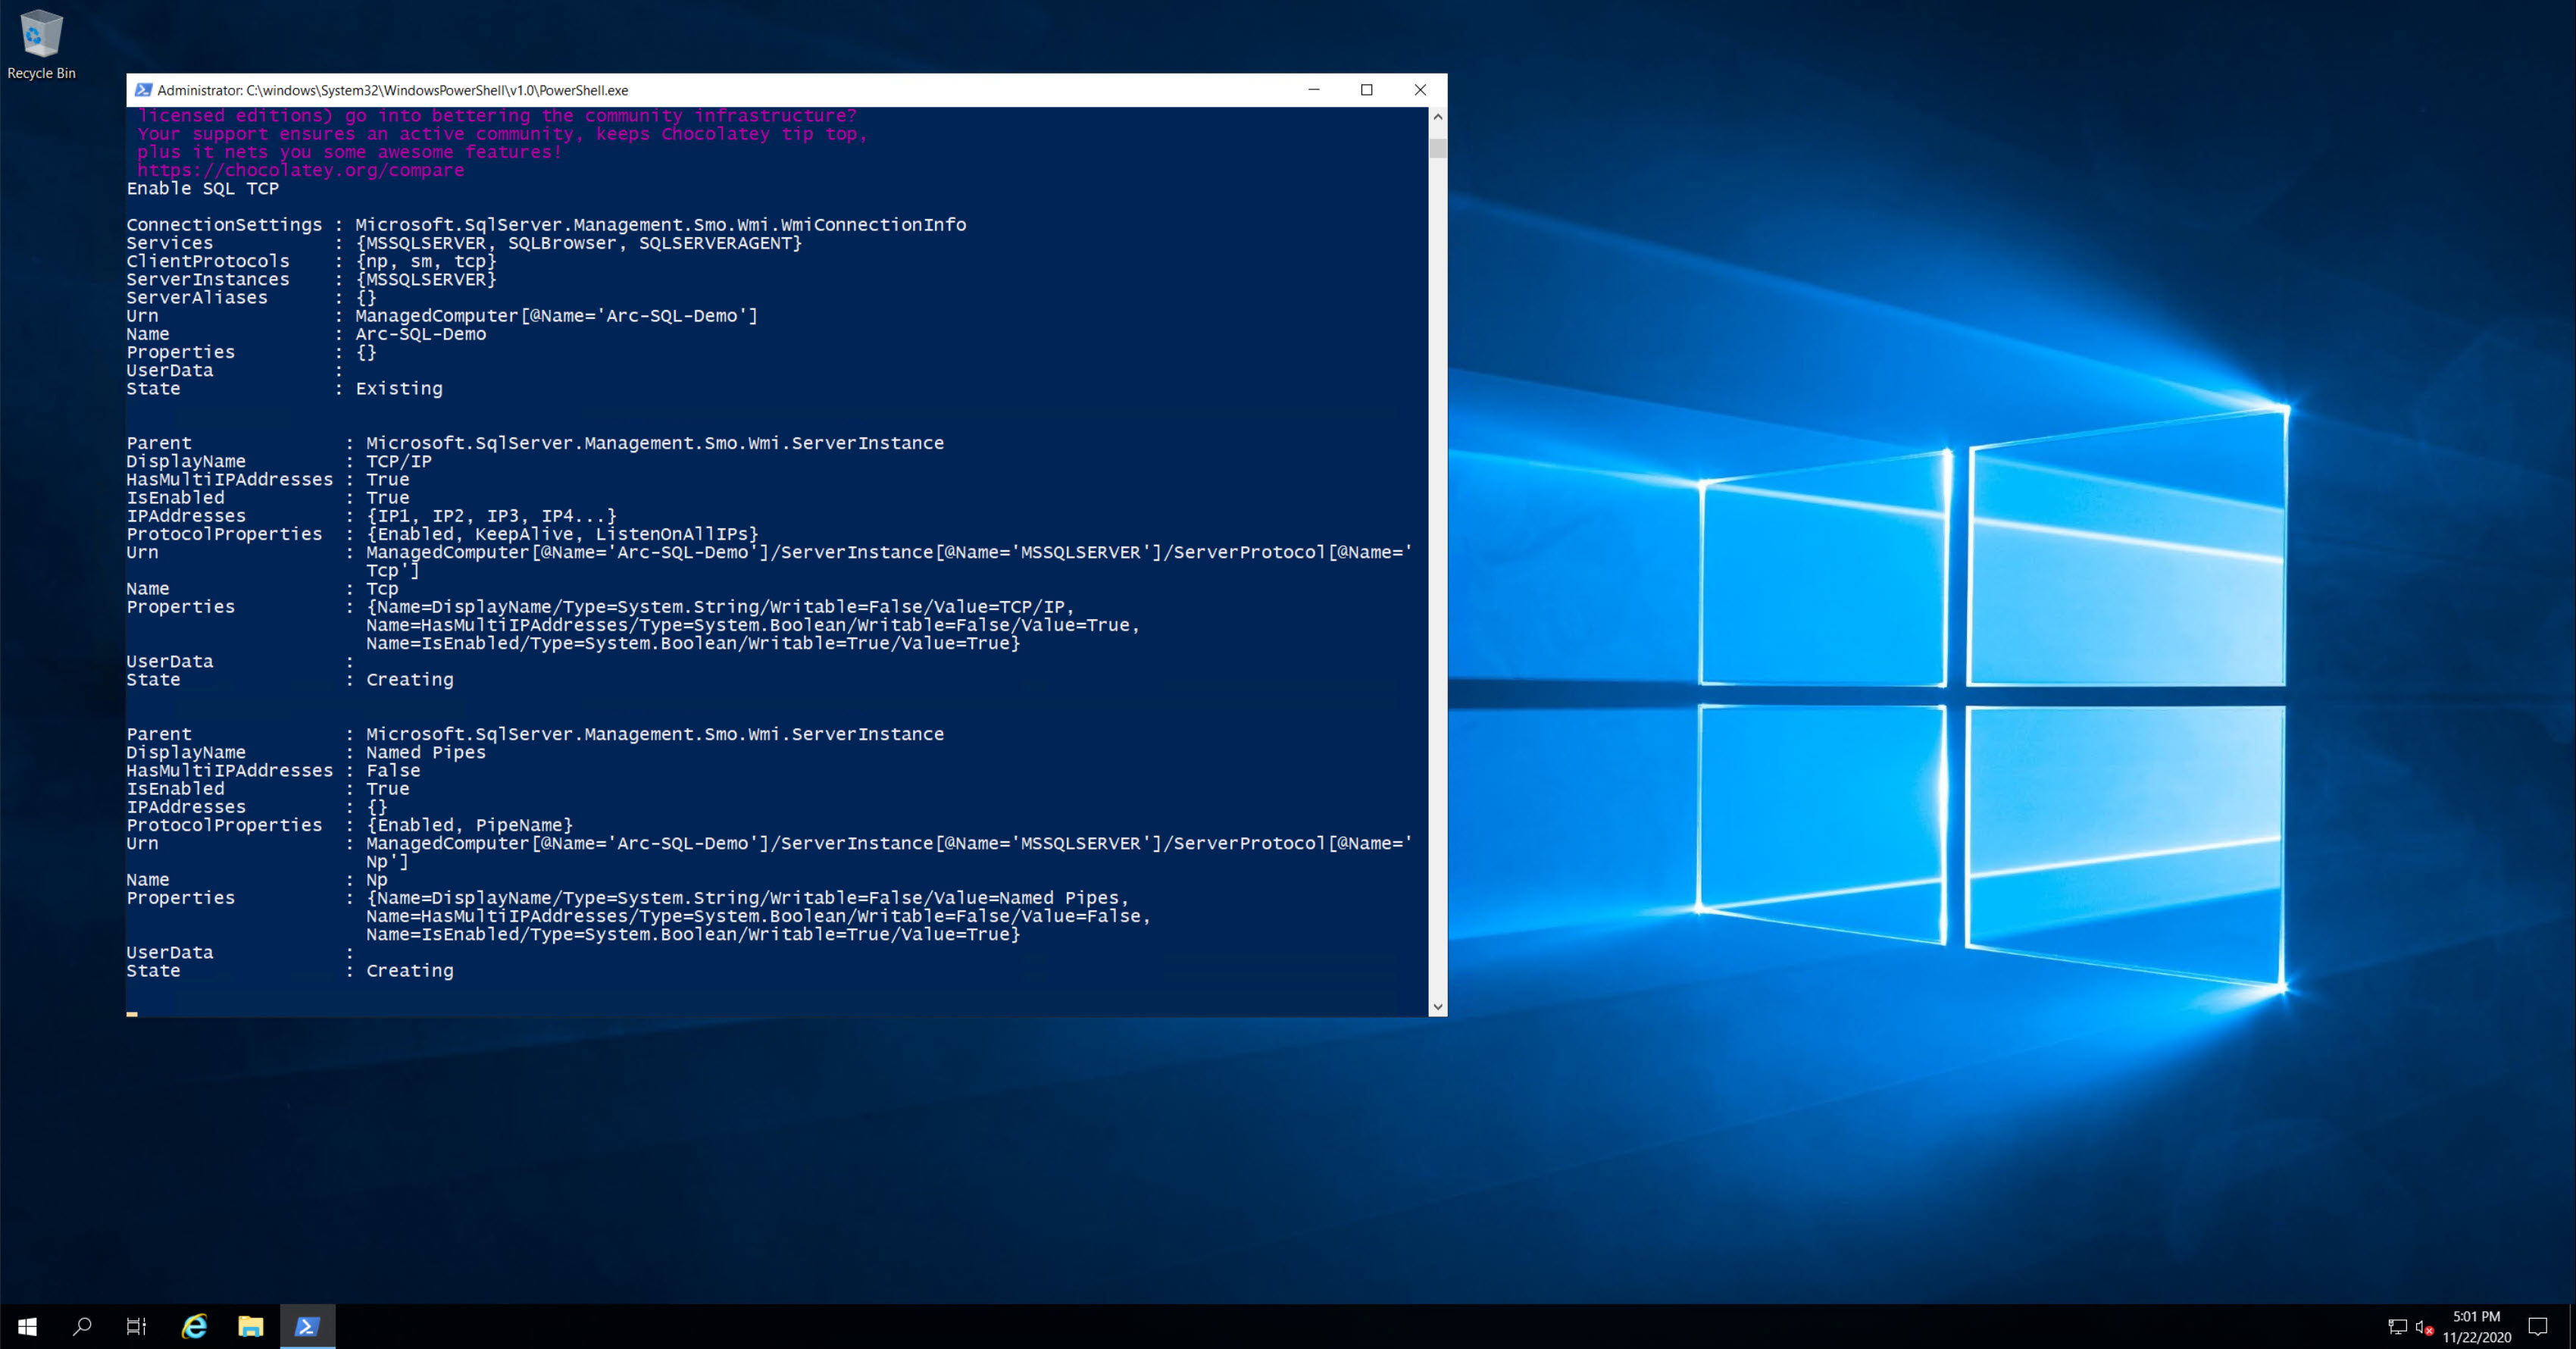 Recycle Bin
Administrator: C:\windows\System32\WindowsPowerShell\v1.0\PowerShell.exe
licensed editions) go into bettering the community infrastructure?
Your support ensures an active community, keeps Chocolatey tip top,
plus it nets you some awesome features!
https://chocolatey.org/compare
Enable SQL TCP
ConnectionSettings : Microsoft.SqlServer.Management.Smo.Wmi.WmiConnectionInfo
Services : {MSSQLSERVER, SQLBrowser, SQLSERVERAGENT}
ClientProtocols : {np, sm, tcp}
ServerInstances : {MSSQLSERVER}
ServerAliases : {}
Urn : ManagedComputer[@Name='Arc-SQL-Demo']
Name : Arc-SQL-Demo
Properties : {}
UserData :
State : Existing
Parent : Microsoft.SqlServer.Management.Smo.Wmi.ServerInstance
DisplayName : TCP/IP
HasMultiIPAddresses : True
IsEnabled : True
IPAddresses : {IP1, IP2, IP3, IP4...}
ProtocolProperties : {Enabled, KeepAlive, ListenOnAllIPs}
Urn : ManagedComputer[@Name='Arc-SQL-Demo']/ServerInstance[@Name='MSSQLSERVER']/ServerProtocol[@Name='
Tcp']
Name : Tcp
Properties : {Name=DisplayName/Type=System.String/Writable=False/Value=TCP/IP,
Name=HasMultiIPAddresses/Type=System.Boolean/Writable=False/Value=True,
Name=IsEnabled/Type=System.Boolean/Writable=True/Value=True}
UserData :
State : Creating
Parent : Microsoft.SqlServer.Management.Smo.Wmi.ServerInstance
DisplayName : Named Pipes
HasMultiIPAddresses : False
IsEnabled : True
IPAddresses : {}
ProtocolProperties : {Enabled, PipeName}
Urn : ManagedComputer[@Name='Arc-SQL-Demo']/ServerInstance[@Name='MSSQLSERVER']/ServerProtocol[@Name='
Np']
Name : Np
Properties : {Name=DisplayName/Type=System.String/Writable=False/Value=Named Pipes,
Name=HasMultiIPAddresses/Type=System.Boolean/Writable=False/Value=False,
Name=IsEnabled/Type=System.Boolean/Writable=True/Value=True}
UserData :
State : Creating
5:01 PM
11/22/2020